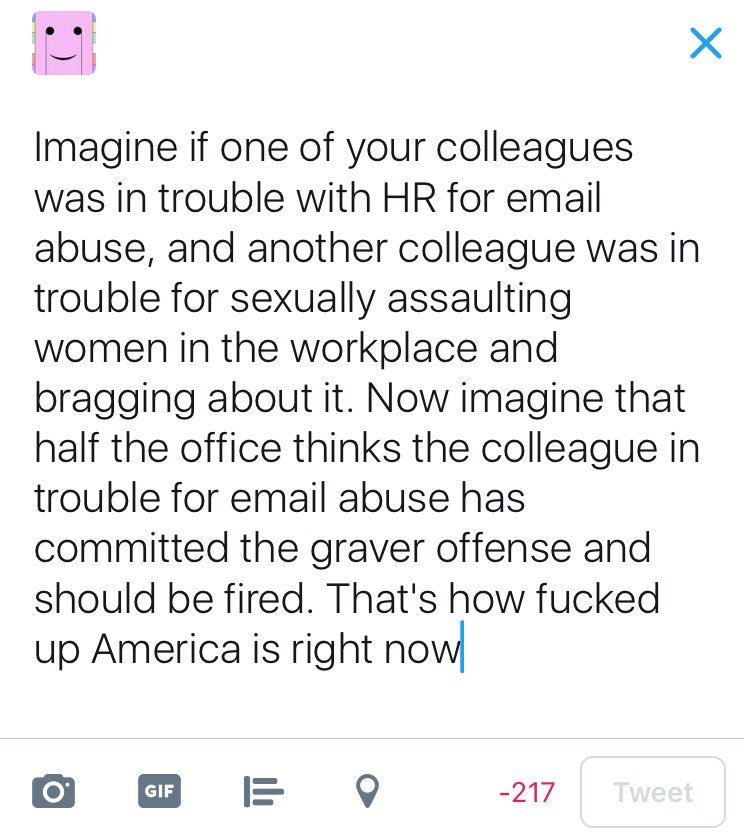 Imagine if one of your colleagues
was in trouble with HR for email
abuse, and another colleague was in
trouble for sexually assaulting
women in the workplace and
bragging about it. Now imagine that
half the office thinks the colleague in
trouble for email abuse has
committed the graver offense and
should be fired. That's how fucked
up America is right now
GIF
-217
Tweet